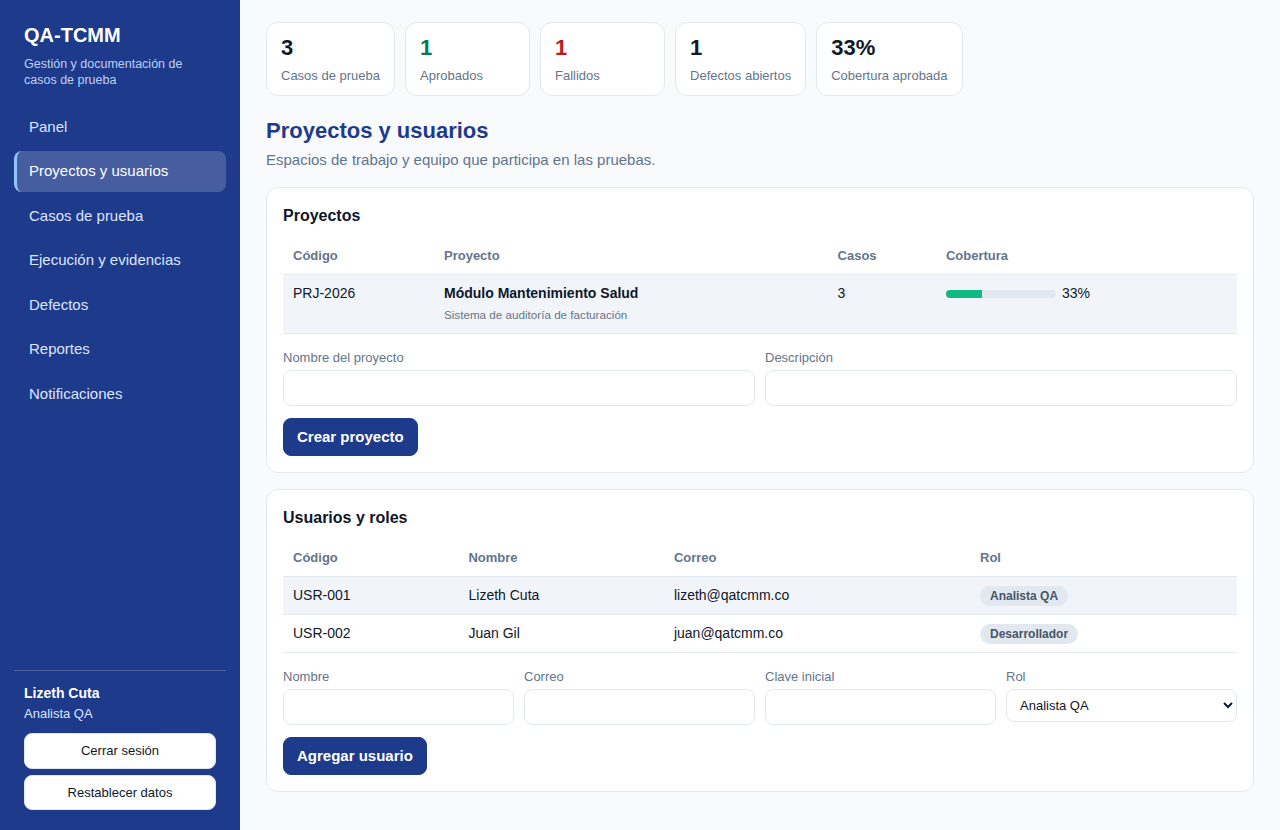 QA-TCMM
Gestión y documentación de
casos de prueba
Panel
Proyectos y usuarios
Casos de prueba
Ejecución y evidencias
Defectos
Reportes
Notificaciones
Lizeth Cuta
Analista QA
Cerrar sesión
Restablecer datos
3
Casos de prueba
1
Aprobados
1
Fallidos
1
Defectos abiertos
33%
Cobertura aprobada
Proyectos y usuarios
Espacios de trabajo y equipo que participa en las pruebas.
Proyectos
Código Proyecto Casos Cobertura
PRJ-2026 Módulo Mantenimiento Salud 3 33%
Sistema de auditoría de facturación
Nombre del proyecto Descripción
Crear proyecto
Usuarios y roles
Código Nombre Correo Rol
USR-001 Lizeth Cuta lizeth@qatcmm.co Analista QA
USR-002 Juan Gil juan@qatcmm.co Desarrollador
Nombre Correo Clave inicial Rol
Analista QA
Agregar usuario